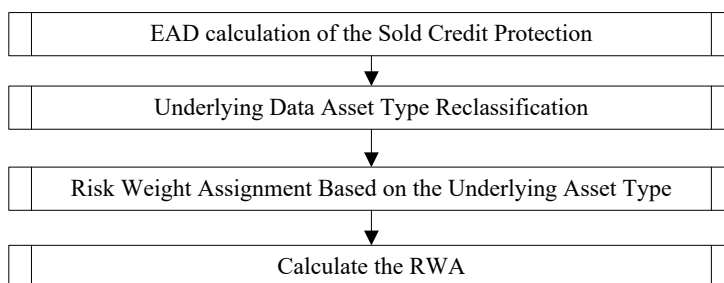 EAD calculation of the Sold Credit Protection
Underlying Data Asset Type Reclassification
Risk Weight Assignment Based on the Underlying Asset Type
Calculate the RWA